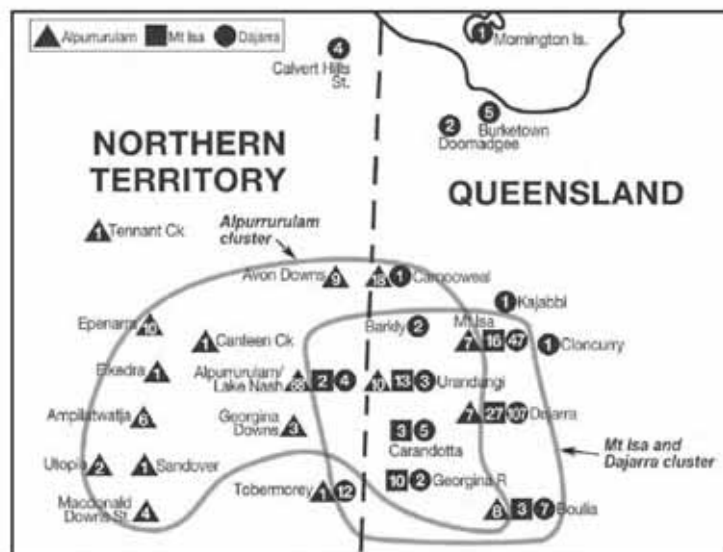 Alpurrurulam Mt Isa Dajarra
4
Calvert Hills
St.
1 Mornington Is.
5
Burketown
2
Doomadgee
NORTHERN
TERRITORY
QUEENSLAND
Alpurrurulam
cluster
1 Tennant Ck
Avon Downs 9
18 1 Camooweal
1 Kajabbi
Epenarra 10
1 Canteen Ck
Barkly 2
Mt Isa
7 16 47
1 Cloncurry
Elkedra 1
Alpurrurulam/
Lake Nash 88 2 4
10 13 3 Urandungi
Ampilatwatja 6
Georgina
Downs 3
7 27 107 Dajarra
3 5
Carandotta
Mt Isa and
Dajarra cluster
Utopia 2
1 Sandover
10 2 Georgina R
Tobermorey 1 12
Macdonald
Downs St. 4
8 3 7 Boulia